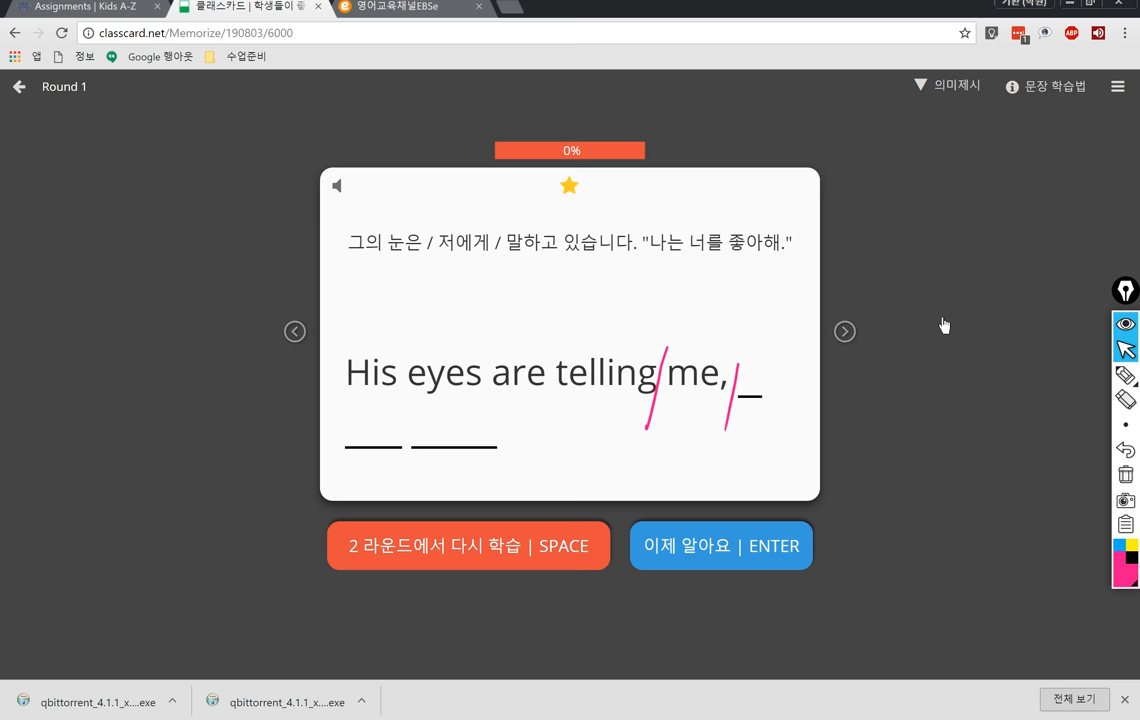 Assignments | Kids A-Z
클래스카드 | 학생들이 좋
영어교육채널EBSe
classcard.net/Memorize/190803/6000
ABP
1
앱
정보
Google 행아웃
수업준비
Round 1
의미제시
문장 학습법
0%
그의 눈은 / 저에게 / 말하고 있습니다. "나는 너를 좋아해."
His eyes are telling/me,/
2 라운드에서 다시 학습 | SPACE
이제 알아요 | ENTER
qbittorrent_4.1.1_x....exe
qbittorrent_4.1.1_x....exe
전체 보기